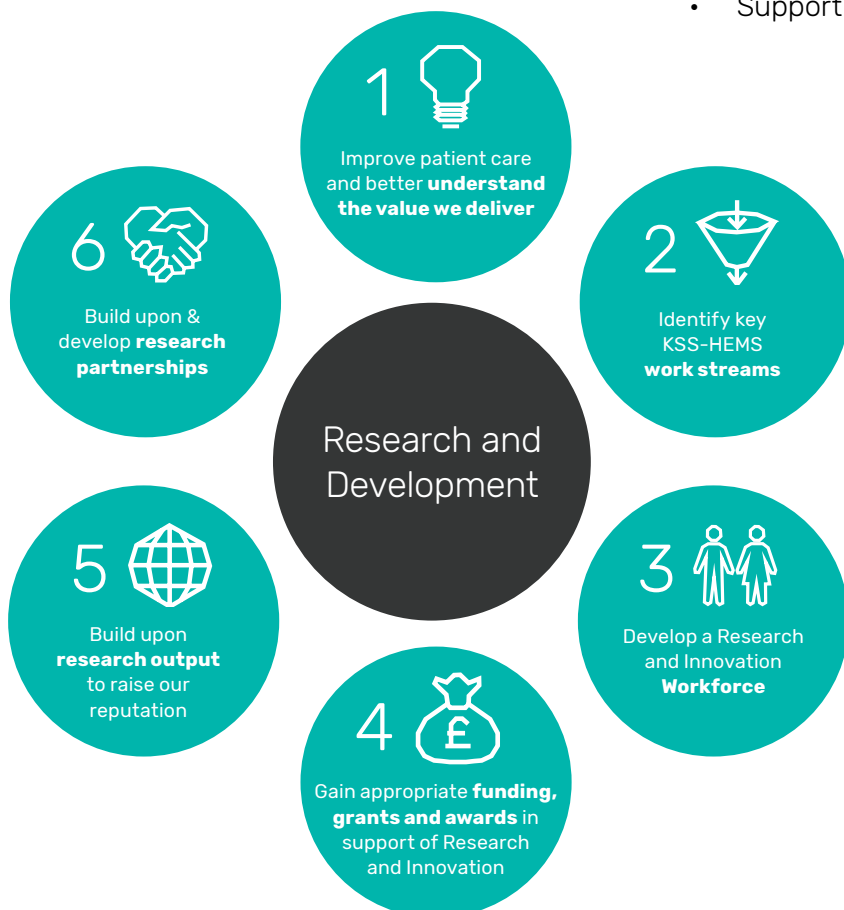 • Support
1
Improve patient care
and better understand
the value we deliver
2
Identify key
KSS-HEMS
work streams
3
Develop a Research
and Innovation
Workforce
4
£
Gain appropriate funding,
grants and awards in
support of Research
and Innovation
5
Build upon
research output
to raise our
reputation
6
Build upon &
develop research
partnerships
Research and
Development